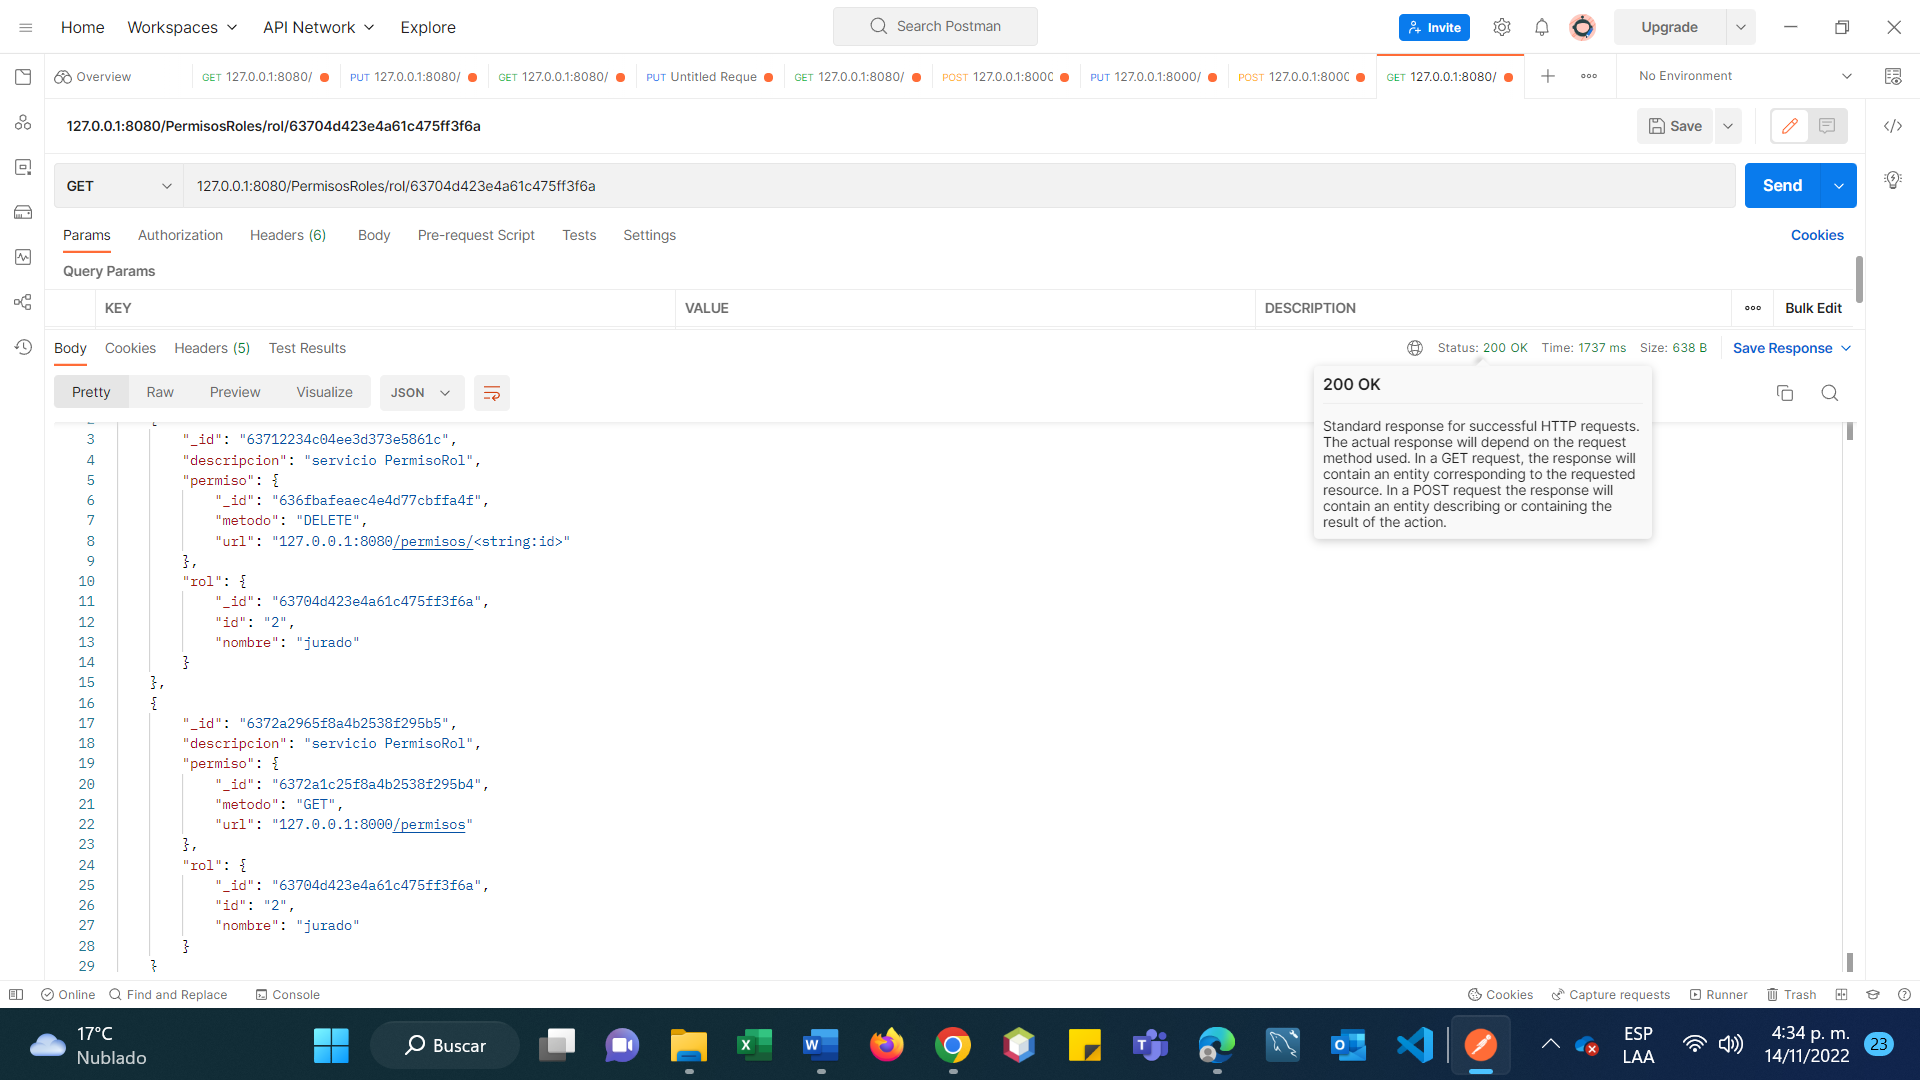 Home Workspaces API Network Explore Search Postman Invite Upgrade
Overview GET 127.0.0.1:8080/ PUT 127.0.0.1:8080/ GET 127.0.0.1:8080/ PUT Untitled Reque GET 127.0.0.1:8080/ POST 127.0.0.1:8000 PUT 127.0.0.1:8000/ POST 127.0.0.1:8000 GET 127.0.0.1:8080/ No Environment
127.0.0.1:8080/PermisosRoles/rol/63704d423e4a61c475ff3f6a Save
GET 127.0.0.1:8080/PermisosRoles/rol/63704d423e4a61c475ff3f6a Send
Params Authorization Headers (6) Body Pre-request Script Tests Settings Cookies
Query Params
KEY VALUE DESCRIPTION Bulk Edit
Body Cookies Headers (5) Test Results Status: 200 OK Time: 1737 ms Size: 638 B Save Response
Pretty Raw Preview Visualize JSON
200 OK
Standard response for successful HTTP requests.
The actual response will depend on the request
method used. In a GET request, the response will
contain an entity corresponding to the requested
resource. In a POST request the response will
contain an entity describing or containing the
result of the action.
3 "_id": "63712234c04ee3d373e5861c",
4 "descripcion": "servicio PermisoRol",
5 "permiso": {
6 "_id": "636fbafeaec4e4d77cbffa4f",
7 "metodo": "DELETE",
8 "url": "127.0.0.1:8080/permisos/<string:id>"
9 },
10 "rol": {
11 "_id": "63704d423e4a61c475ff3f6a",
12 "id": "2",
13 "nombre": "jurado"
14 }
15 },
16 {
17 "_id": "6372a2965f8a4b2538f295b5",
18 "descripcion": "servicio PermisoRol",
19 "permiso": {
20 "_id": "6372a1c25f8a4b2538f295b4",
21 "metodo": "GET",
22 "url": "127.0.0.1:8000/permisos"
23 },
24 "rol": {
25 "_id": "63704d423e4a61c475ff3f6a",
26 "id": "2",
27 "nombre": "jurado"
28 }
29 }
Online Find and Replace Console Cookies Capture requests Runner Trash
17°C
Nublado
Buscar
ESP
LAA
4:34 p. m.
14/11/2022
23